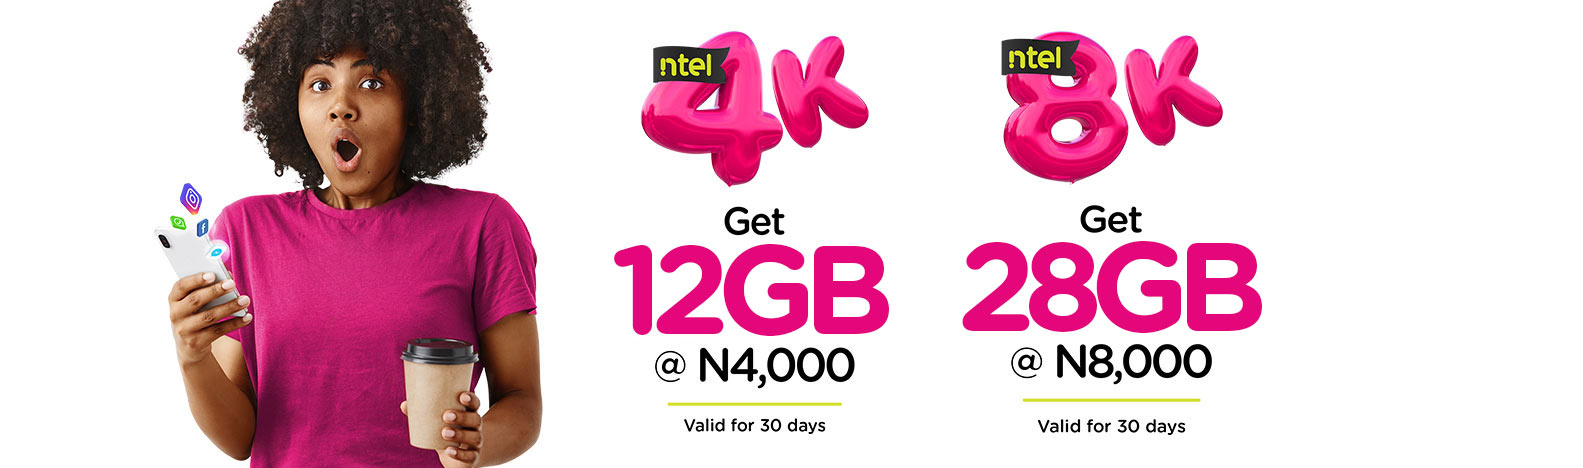 ntel
4K
Get
12GB
@ N4,000
Valid for 30 days
ntel
8K
Get
28GB
@ N8,000
Valid for 30 days